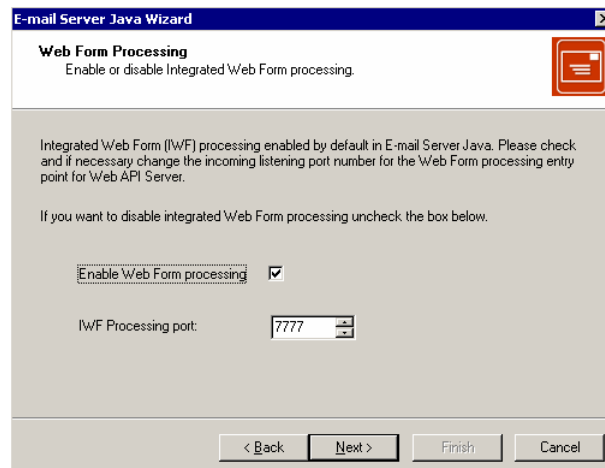 E-mail Server Java Wizard
Web Form Processing
Enable or disable Integrated Web Form processing.
Integrated Web Form (IWF) processing enabled by default in E-mail Server Java. Please check
and if necessary change the incoming listening port number for the Web Form processing entry
point for Web API Server.
If you want to disable integrated Web Form processing uncheck the box below.
Enable Web Form processing
IWF Processing port:
7777
< Back
Next >
Finish
Cancel